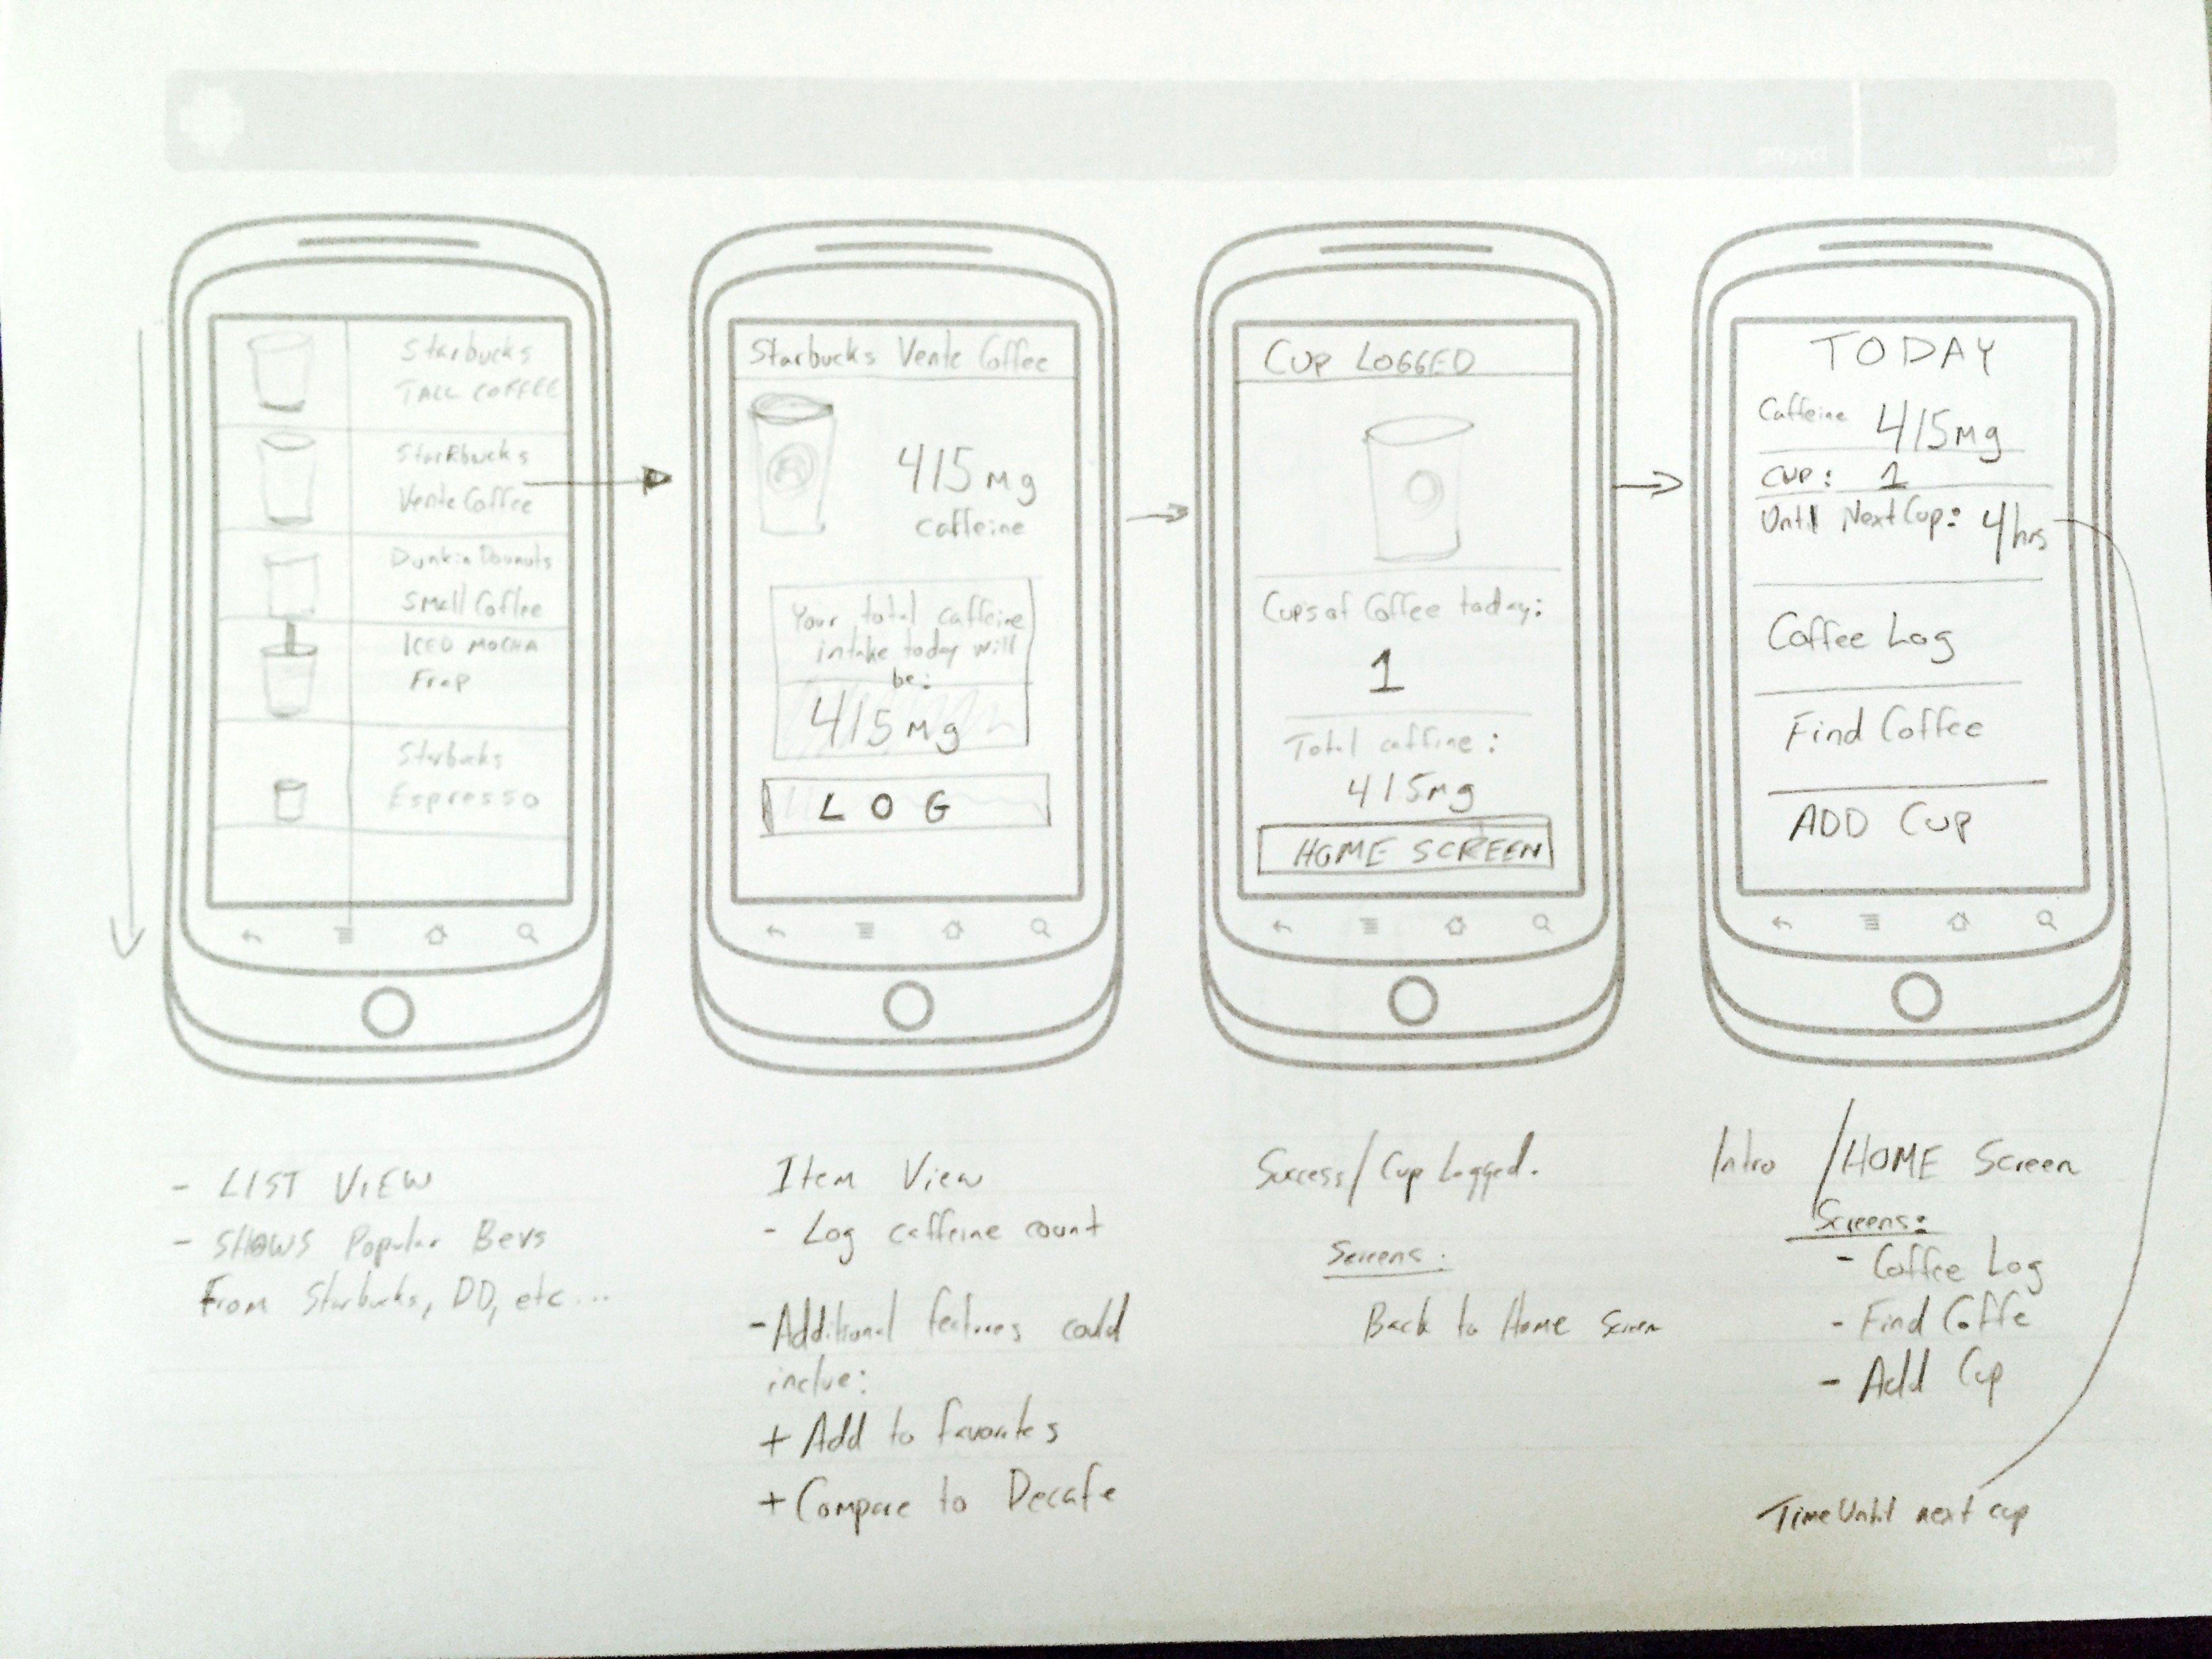 Starbucks
TALL COFFEE
StaRbucks
Vente Coffee
Dunkin Dounuts
Small Coffee
ICED MOCHA
Frap
Starbucks
Espresso
- LIST VIEW
- SHOWS Popular Bevs
From Starbucks, DD, etc...
Starbucks Vente Coffee
415 mg
caffeine
Your total caffeine
intake today will
be:
415 mg
LOG
Item View
- Log caffeine count
- Additional features could
inclue:
+ Add to favorites
+ Compare to Decafe
CUP LOGGED
Cups of Coffee today:
1
Total caffine:
415mg
HOME SCREEN
Success/Cup Logged.
Screens:
Back to Home Screen
TODAY
Caffeine 415mg
CUP: 1
Until Next Cup: 4hrs
Coffee Log
Find Coffee
ADD CUP
Intro / HOME Screen
Screens:
- Coffee Log
- Find Coffe
- Add Cup
Time Until next cup